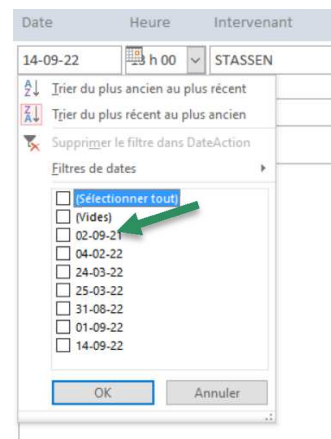 Date Heure Intervenant
14-09-22 13 h 00 STASSEN
Trier du plus ancien au plus récent
Trier du plus récent au plus ancien
Supprimer le filtre dans DateAction
Filtres de dates
(Sélectionner tout)
(Vides)
02-09-21
04-02-22
24-03-22
25-03-22
31-08-22
01-09-22
14-09-22
OK Annuler